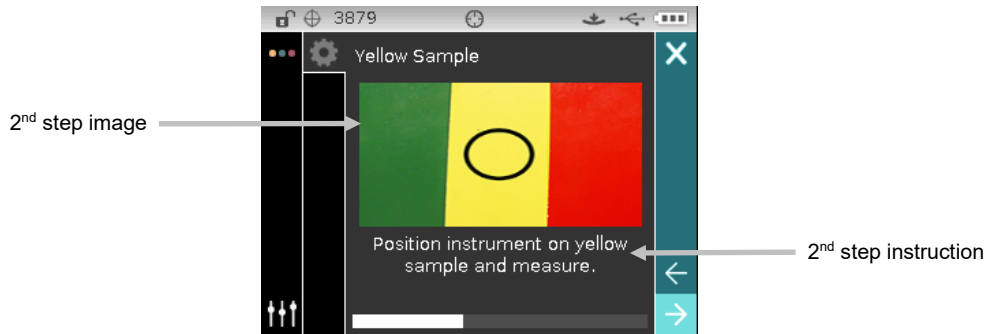 3879
Yellow Sample
2nd step image
Position instrument on yellow
sample and measure.
2nd step instruction